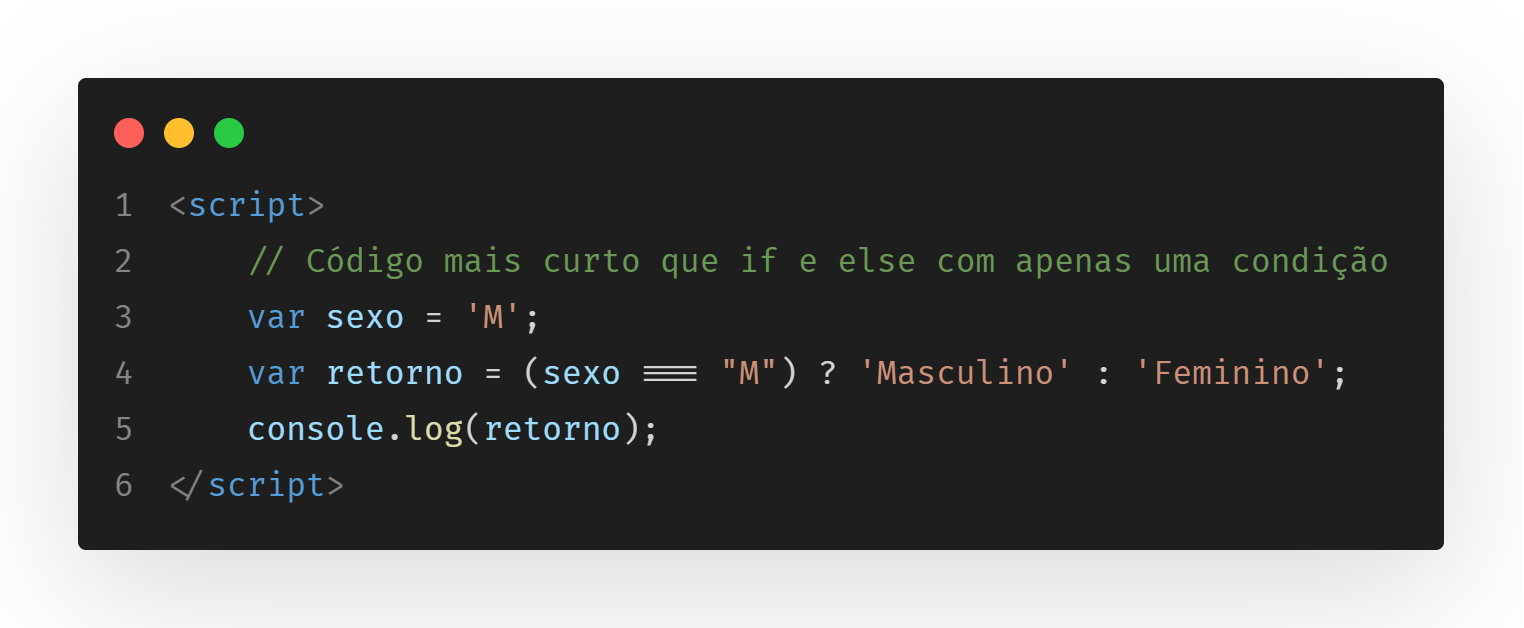 1 <script>
2 // Código mais curto que if e else com apenas uma condição
3 var sexo = 'M';
4 var retorno = (sexo === "M") ? 'Masculino' : 'Feminino';
5 console.log(retorno);
6 </script>